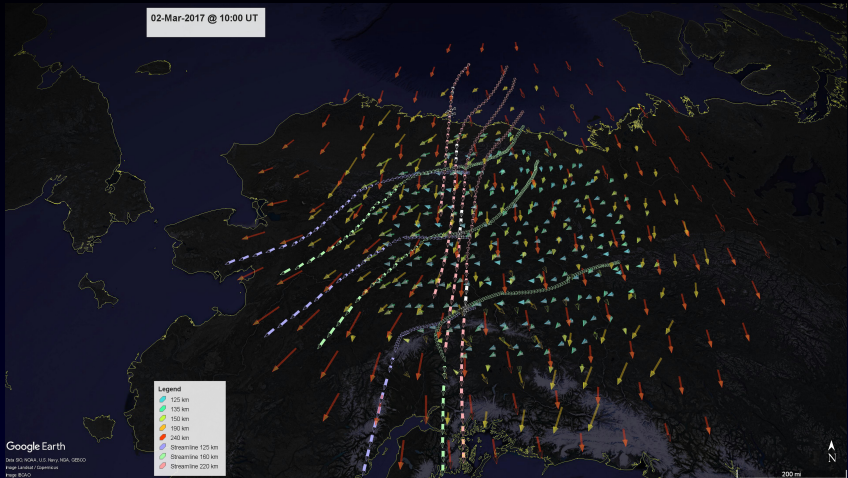 02-Mar-2017 @ 10:00 UT
Legend
125 km
135 km
150 km
190 km
240 km
Streamline 125 km
Streamline 160 km
Streamline 220 km
Google Earth
Data SIO, NOAA, U.S. Navy, NGA, GEBCO
Image Landsat / Copernicus
Image IBCAO
N
200 mi